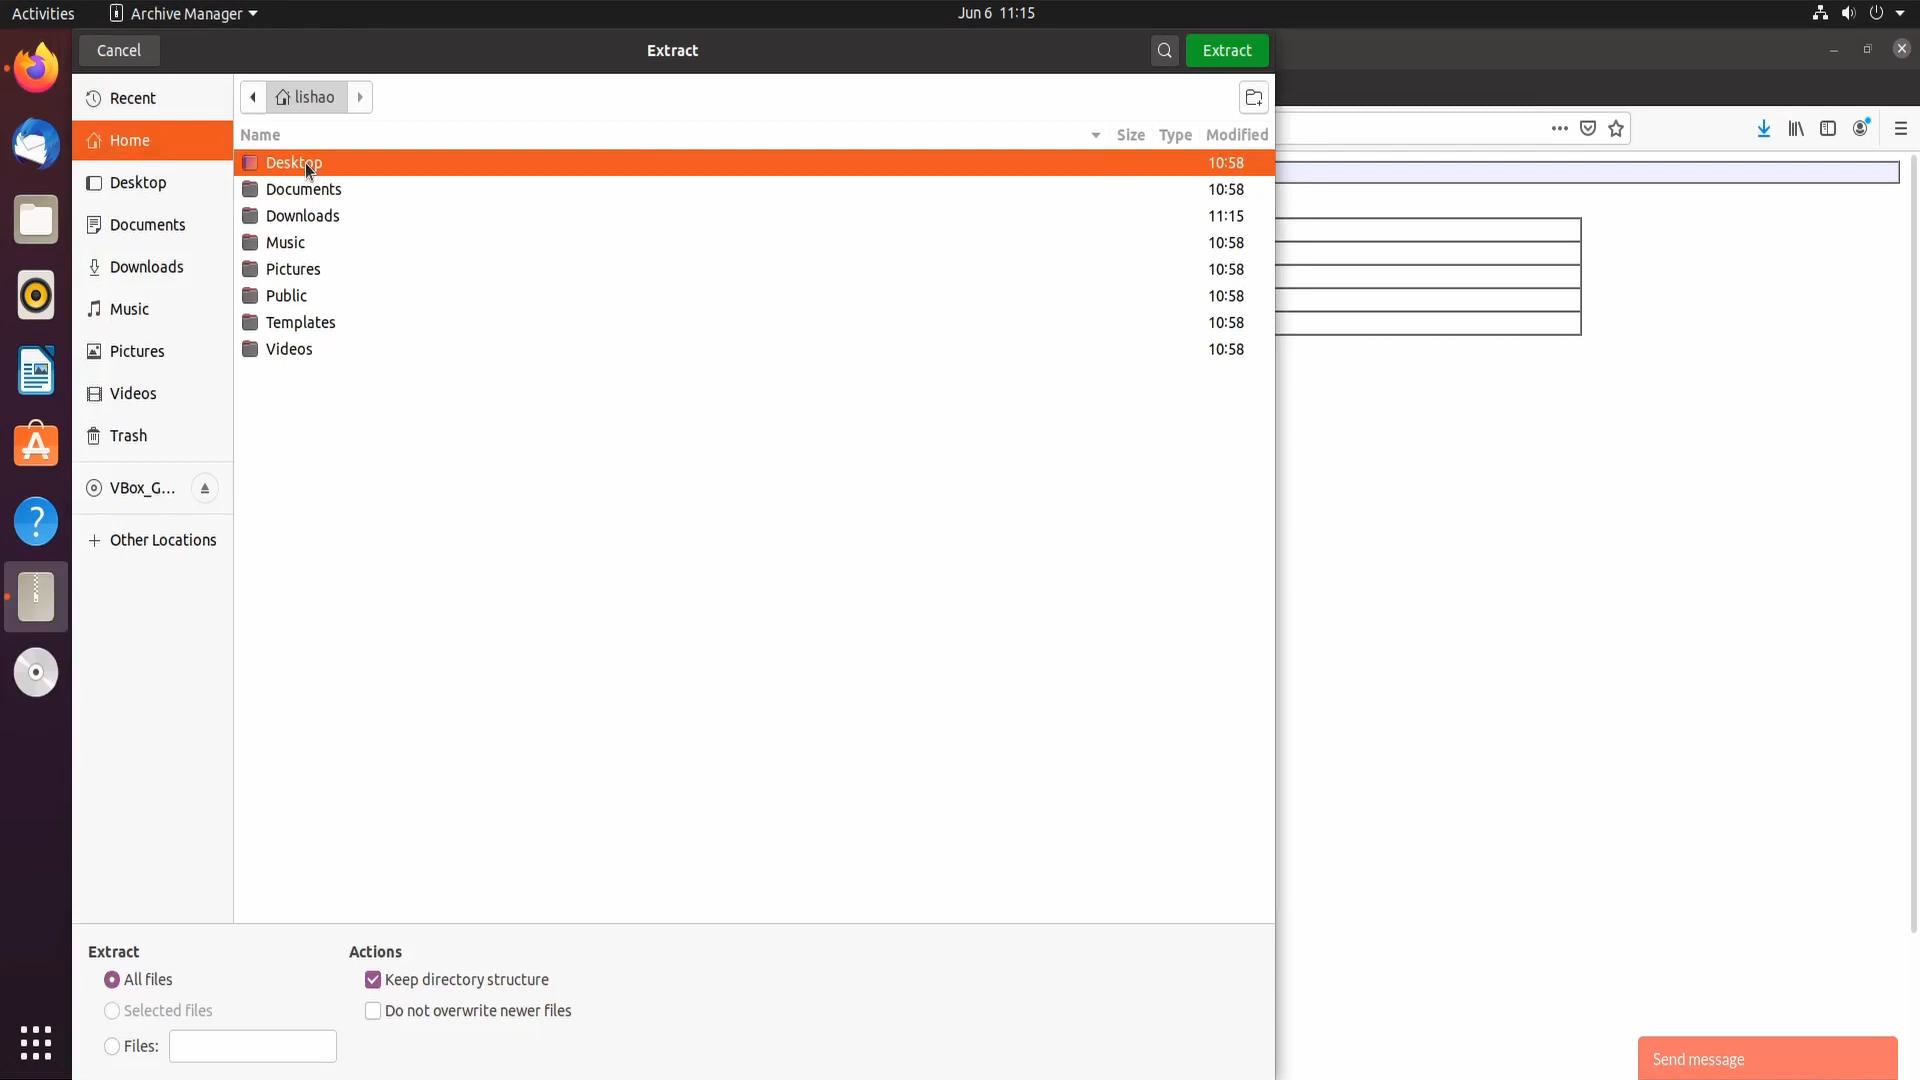 Activities
Archive Manager
Jun 6 11:15
Cancel
Extract
Extract
Recent
Home
Desktop
Documents
Downloads
Music
Pictures
Videos
Trash
VBox_G...
+ Other Locations
lishao
Name Size Type Modified
Desktop 10:58
Documents 10:58
Downloads 11:15
Music 10:58
Pictures 10:58
Public 10:58
Templates 10:58
Videos 10:58
Extract
All files
Selected files
Files:
Actions
Keep directory structure
Do not overwrite newer files
Send message